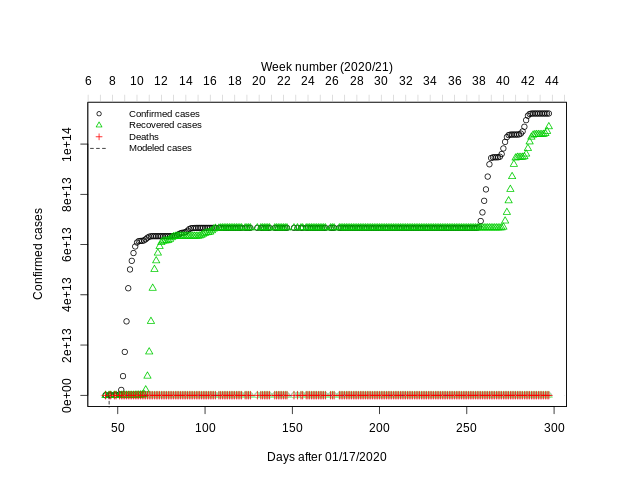 Week number (2020/21)
6 8 10 12 14 16 19 20 22 24 26 28 30 32 34 36 38 40 42 44
Confirmed cases
Recovered cases
Deaths
Modeled cases
Confirmed cases
1e+14
8e+13
6e+13
4e+13
2e+13
0e+00
50 100 150 200 250 300
Days after 01/17/2020